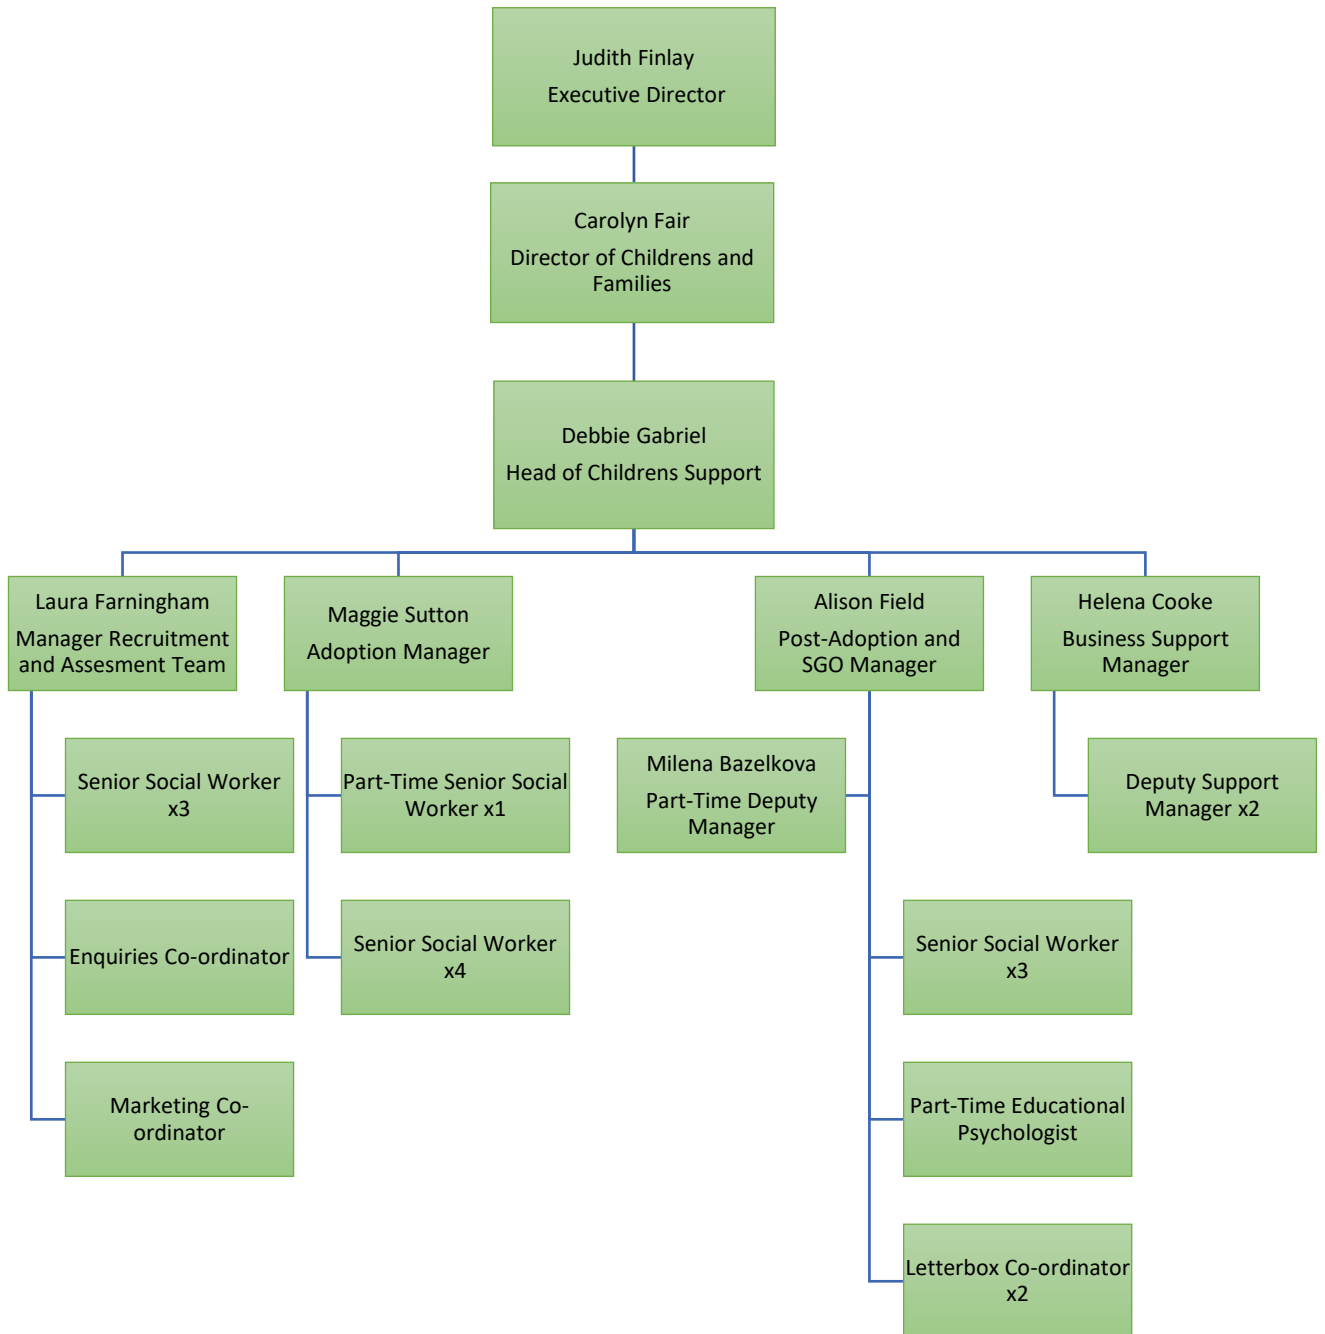 Judith Finlay
Executive Director
Carolyn Fair
Director of Childrens and
Families
Debbie Gabriel
Head of Childrens Support
Laura Farningham
Manager Recruitment
and Assesment Team
Maggie Sutton
Adoption Manager
Alison Field
Post-Adoption and
SGO Manager
Helena Cooke
Business Support
Manager
Senior Social Worker
x3
Part-Time Senior Social
Worker x1
Milena Bazelkova
Part-Time Deputy
Manager
Deputy Support
Manager x2
Enquiries Co-ordinator
Senior Social Worker
x4
Senior Social Worker
x3
Marketing Co-
ordinator
Part-Time Educational
Psychologist
Letterbox Co-ordinator
x2